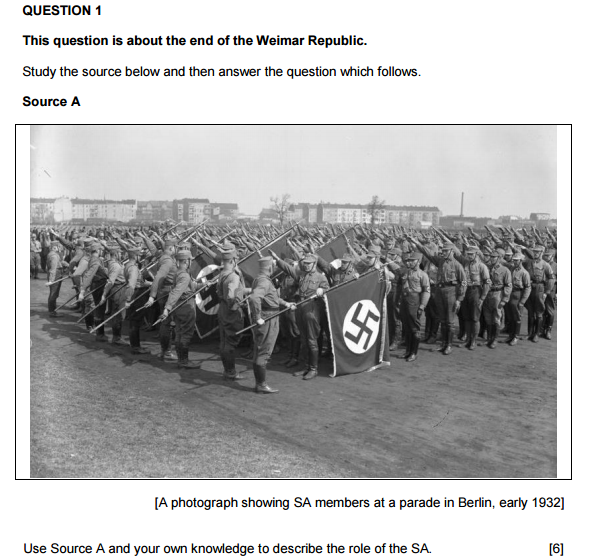 QUESTION 1
This question is about the end of the Weimar Republic.
Study the source below and then answer the question which follows.
Source A
[A photograph showing SA members at a parade in Berlin, early 1932]
Use Source A and your own knowledge to describe the role of the SA. [6]